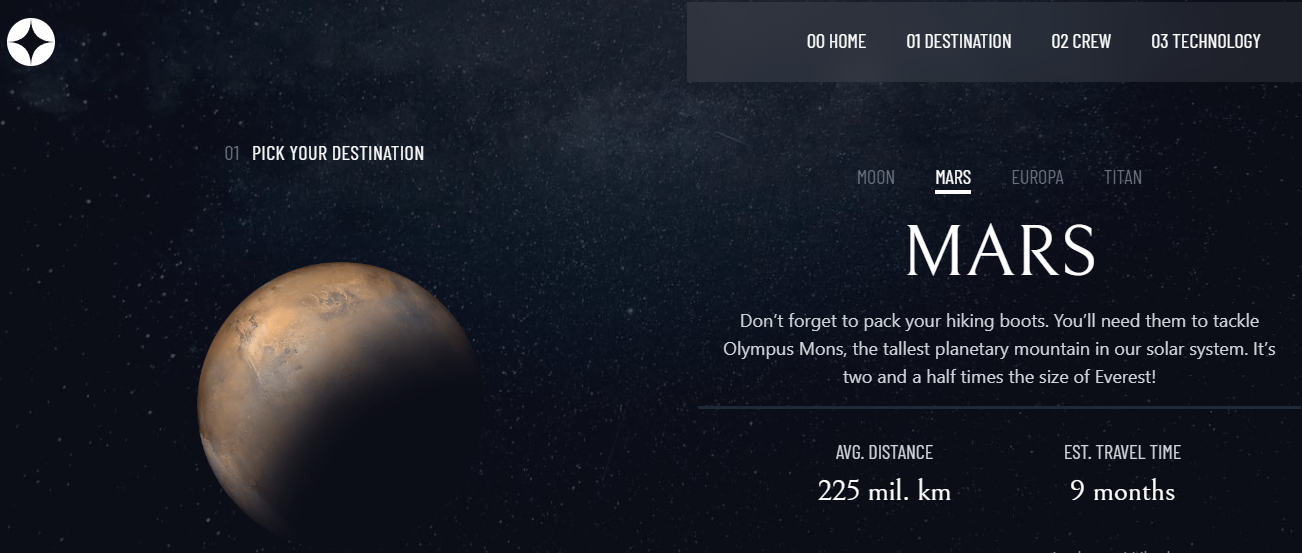 00 HOME 01 DESTINATION 02 CREW 03 TECHNOLOGY
01 PICK YOUR DESTINATION
MOON MARS EUROPA TITAN
MARS
Don’t forget to pack your hiking boots. You’ll need them to tackle
Olympus Mons, the tallest planetary mountain in our solar system. It’s
two and a half times the size of Everest!
AVG. DISTANCE EST. TRAVEL TIME
225 mil. km 9 months